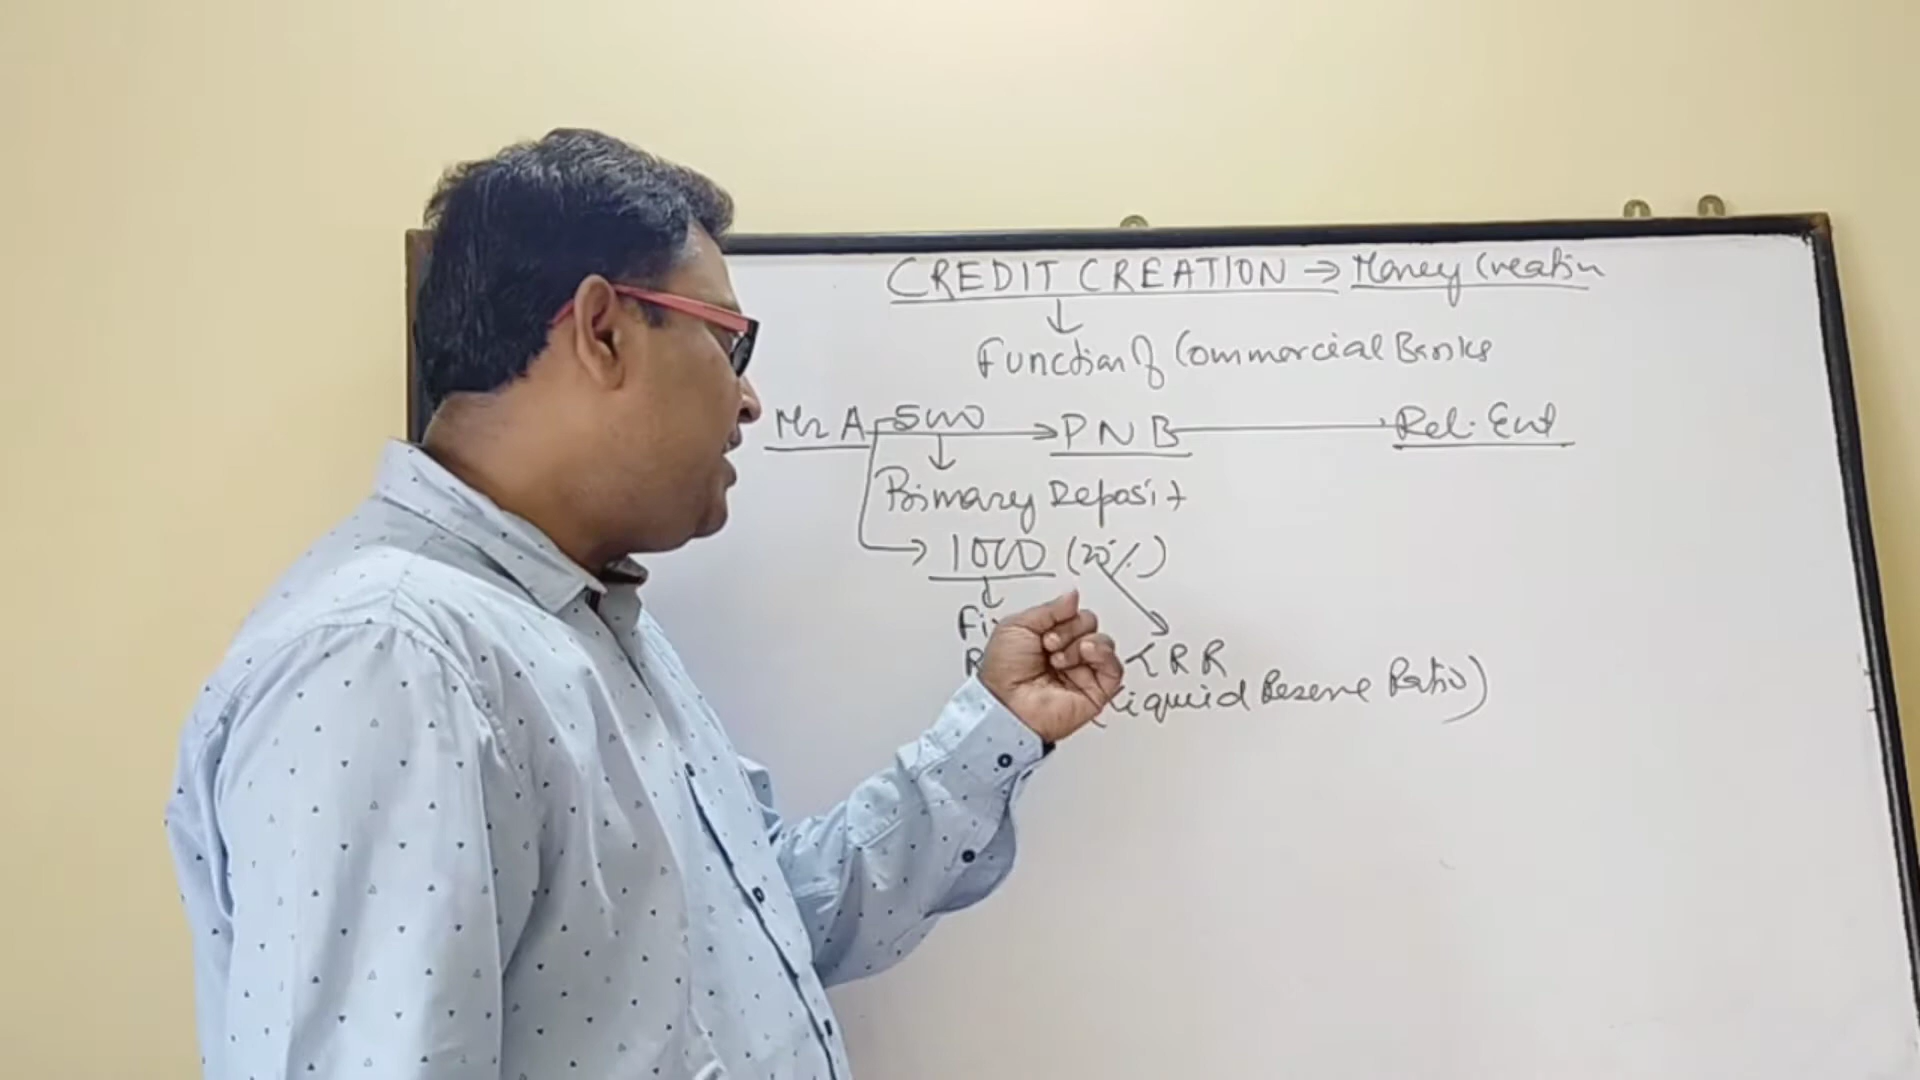 CREDIT CREATION → Money Creation
↓
Function of Commercial Banks
Mr A 5000 → PNB → Rel. Ent
↓
Primary Deposit
→ 1000 (20%)
↓
Fi
R LRR
(Liquid Reserve Ratio)